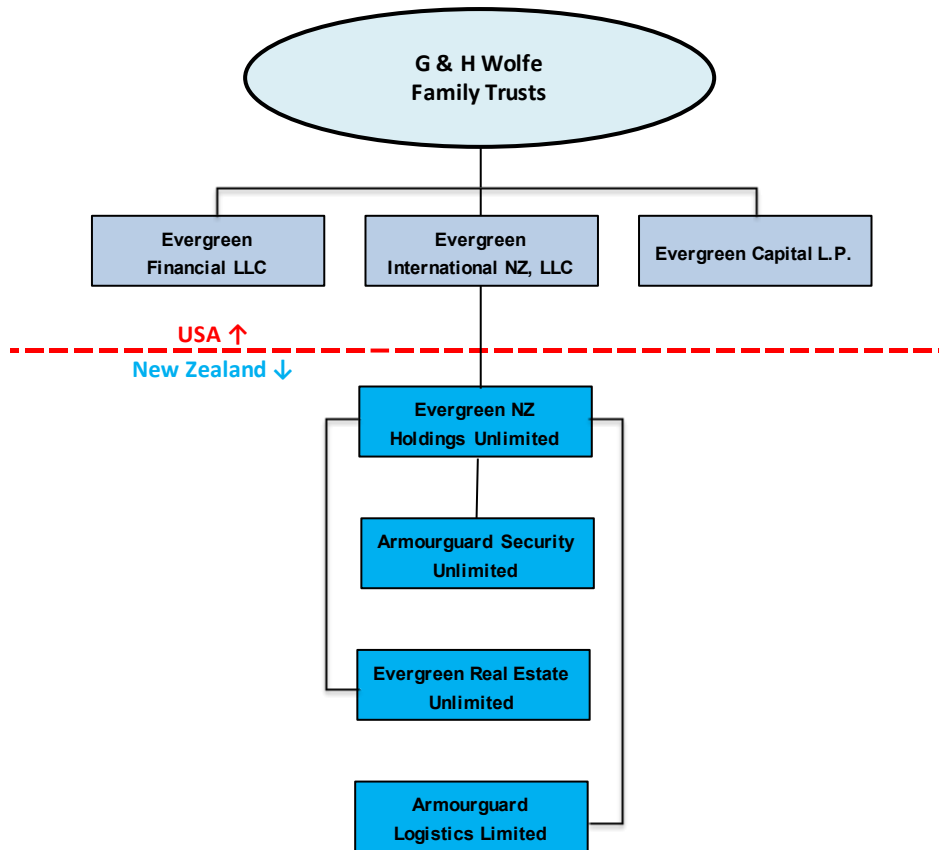 G & H Wolfe
Family Trusts
Evergreen
Financial LLC
Evergreen
International NZ, LLC
Evergreen Capital L.P.
USA ↑
New Zealand ↓
Evergreen NZ
Holdings Unlimited
Armourguard Security
Unlimited
Evergreen Real Estate
Unlimited
Armourguard
Logistics Limited